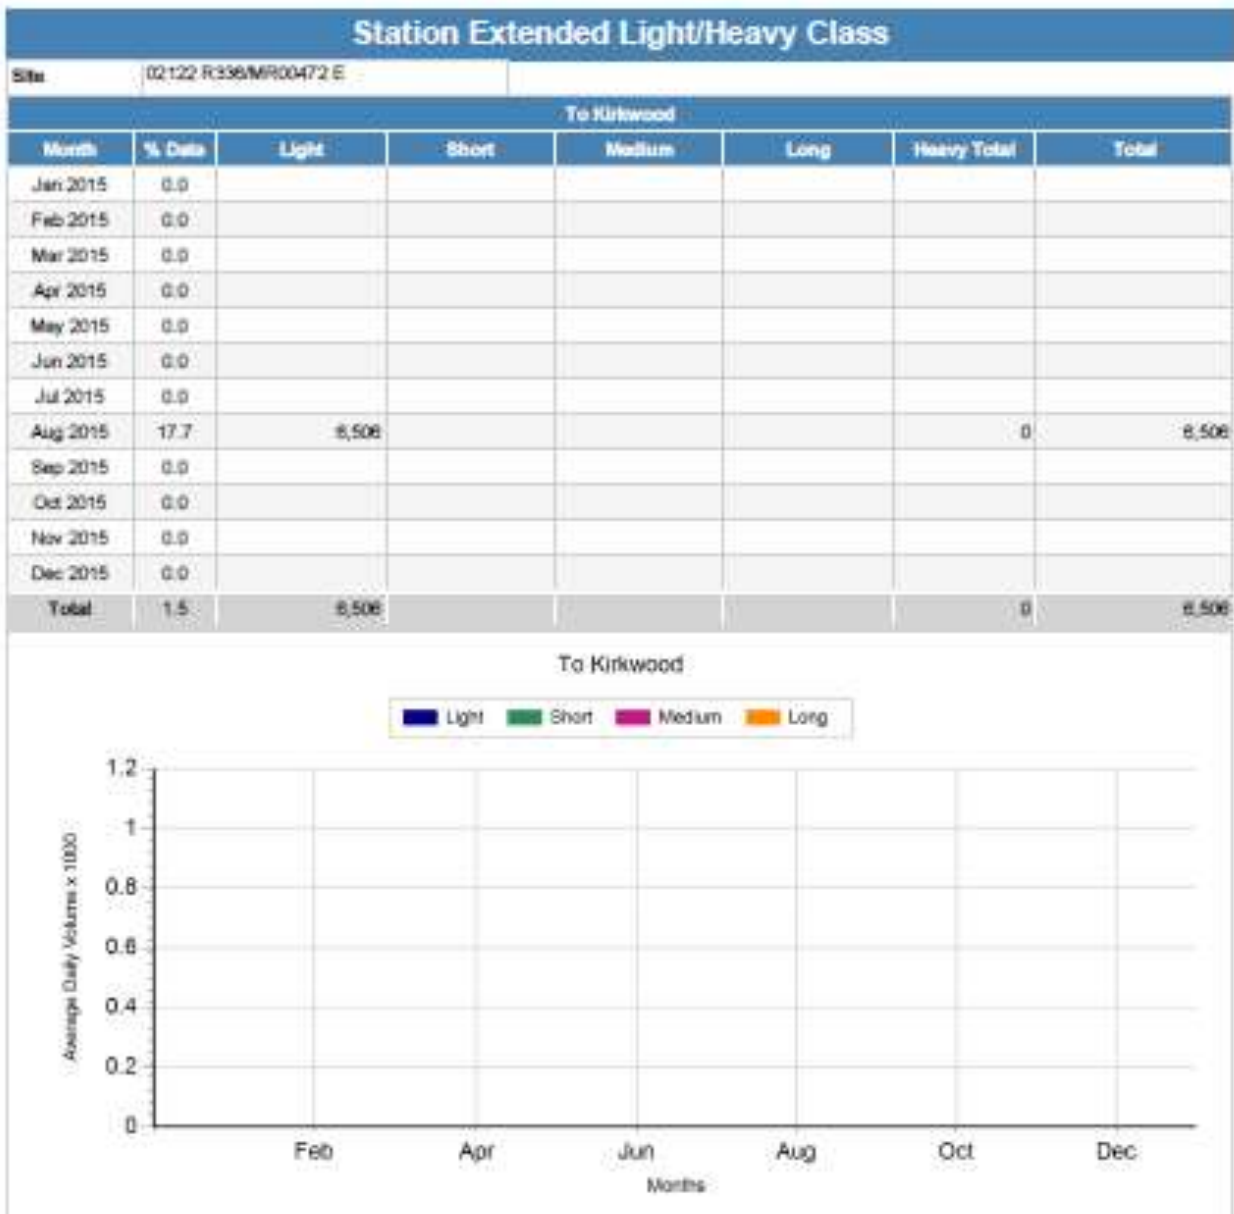 Station Extended Light/Heavy Class
Site 02122 R336/MR00472 E
To Kirkwood
Month % Data Light Short Medium Long Heavy Total Total
Jan 2015 0.0
Feb 2015 0.0
Mar 2015 0.0
Apr 2015 0.0
May 2015 0.0
Jun 2015 0.0
Jul 2015 0.0
Aug 2015 17.7 6,506 0 6,506
Sep 2015 0.0
Oct 2015 0.0
Nov 2015 0.0
Dec 2015 0.0
Total 1.5 6,506 0 6,506
To Kirkwood
Light Short Medium Long
Average Daily Volume x 1000
1.2
1
0.8
0.6
0.4
0.2
0
Feb Apr Jun Aug Oct Dec
Months